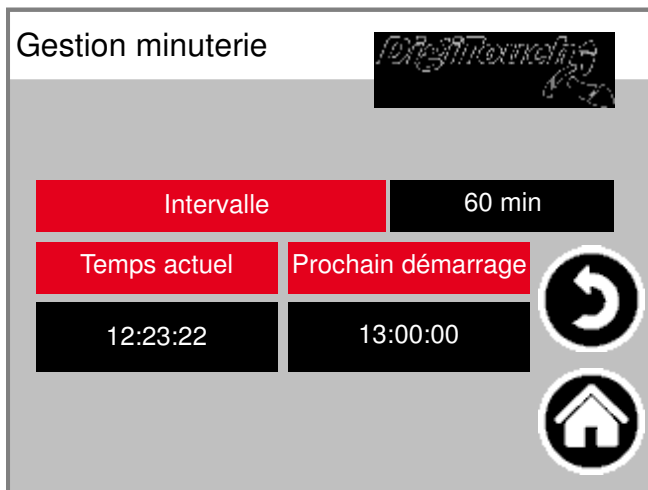 Gestion minuterie
DigiTouch
Intervalle
60 min
Temps actuel
Prochain démarrage
12:23:22
13:00:00